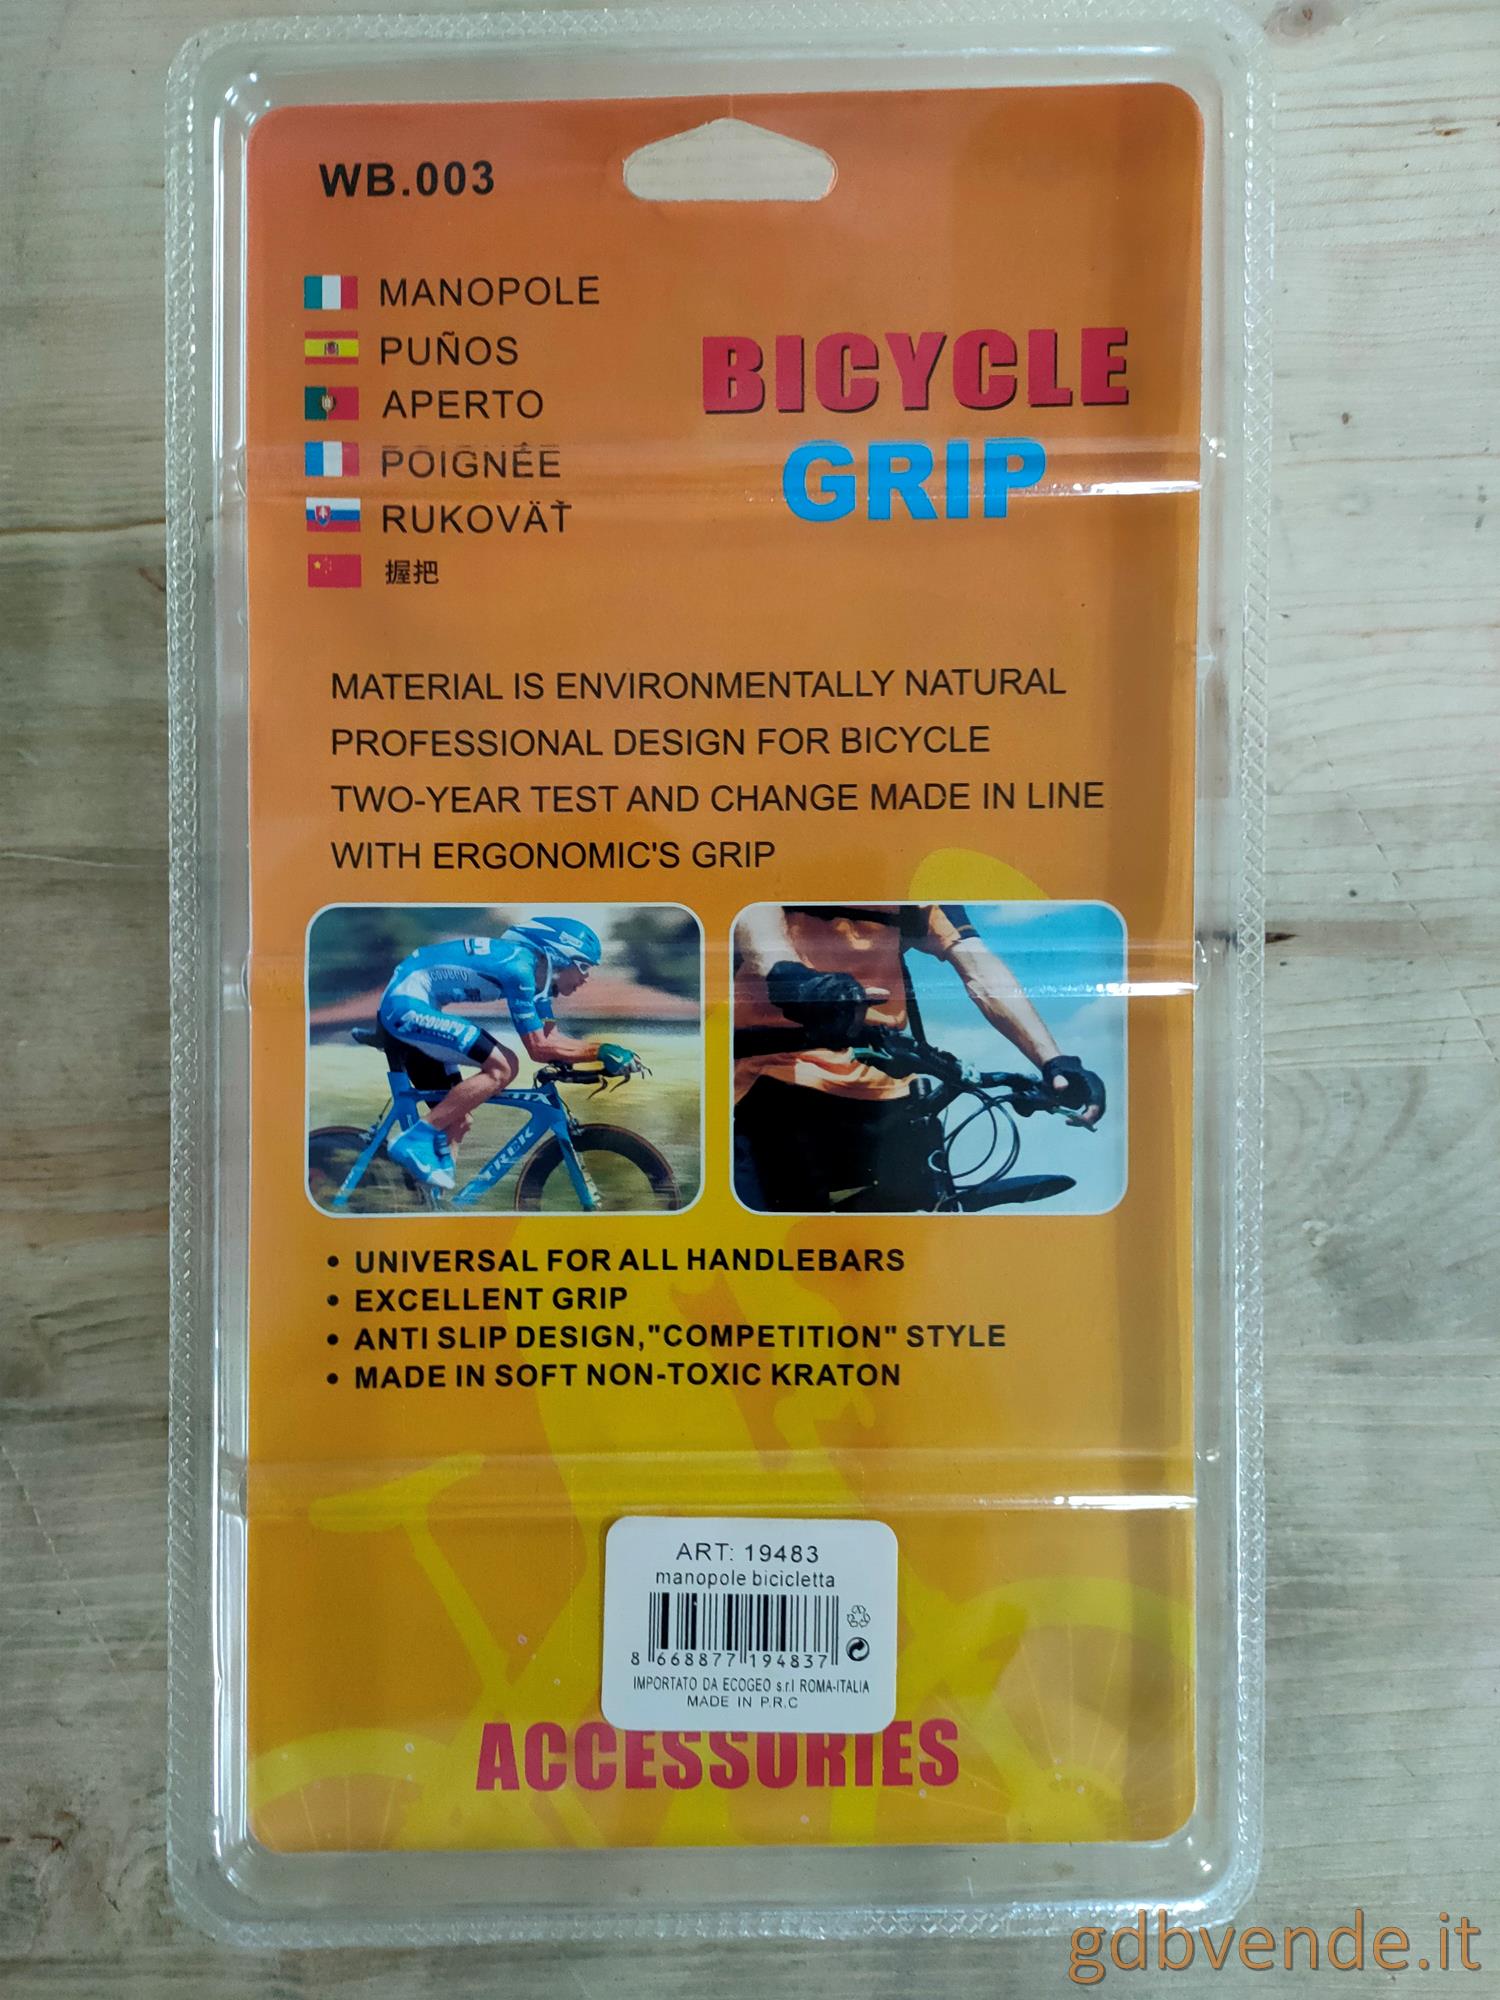 WB.003
MANOPOLE
PUÑOS
APERTO
POIGNÉE
RUKOVÄŤ
握把
BICYCLE
GRIP
MATERIAL IS ENVIRONMENTALLY NATURAL
PROFESSIONAL DESIGN FOR BICYCLE
TWO-YEAR TEST AND CHANGE MADE IN LINE
WITH ERGONOMIC'S GRIP
DISCOVERY
TTX
TREK
• UNIVERSAL FOR ALL HANDLEBARS
• EXCELLENT GRIP
• ANTI SLIP DESIGN,"COMPETITION" STYLE
• MADE IN SOFT NON-TOXIC KRATON
ART: 19483
manopole bicicletta
8 668877 194837
IMPORTATO DA ECOGEO s.r.l ROMA-ITALIA
MADE IN P.R.C
ACCESSORIES
gdbvende.it